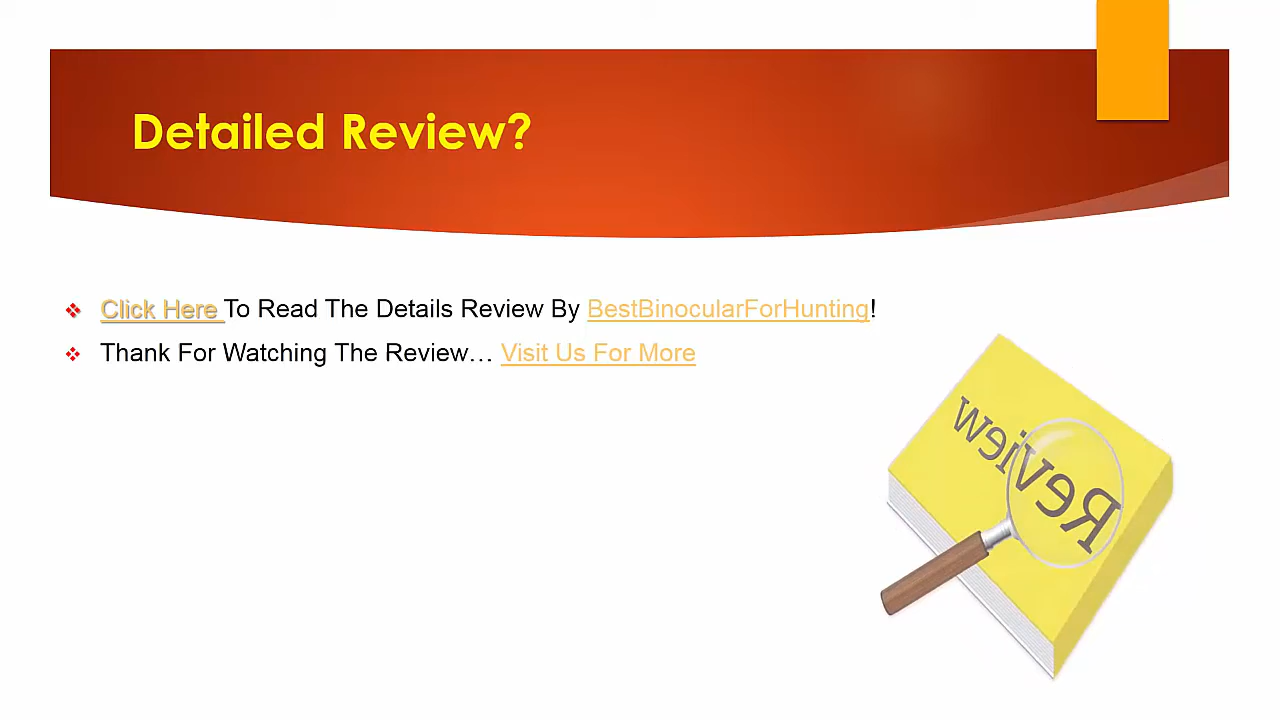 Detailed Review?
Click Here To Read The Details Review By BestBinocularForHunting!
Thank For Watching The Review… Visit Us For More
Review